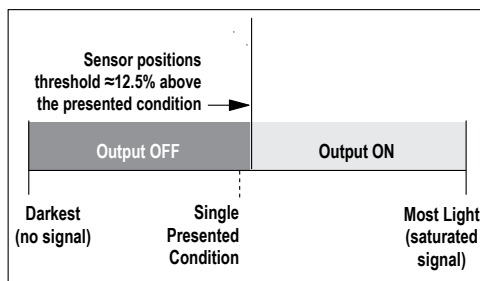 Sensor positions
threshold ≈12.5% above
the presented condition
Output OFF
Output ON
Darkest
(no signal)
Single
Presented
Condition
Most Light
(saturated
signal)